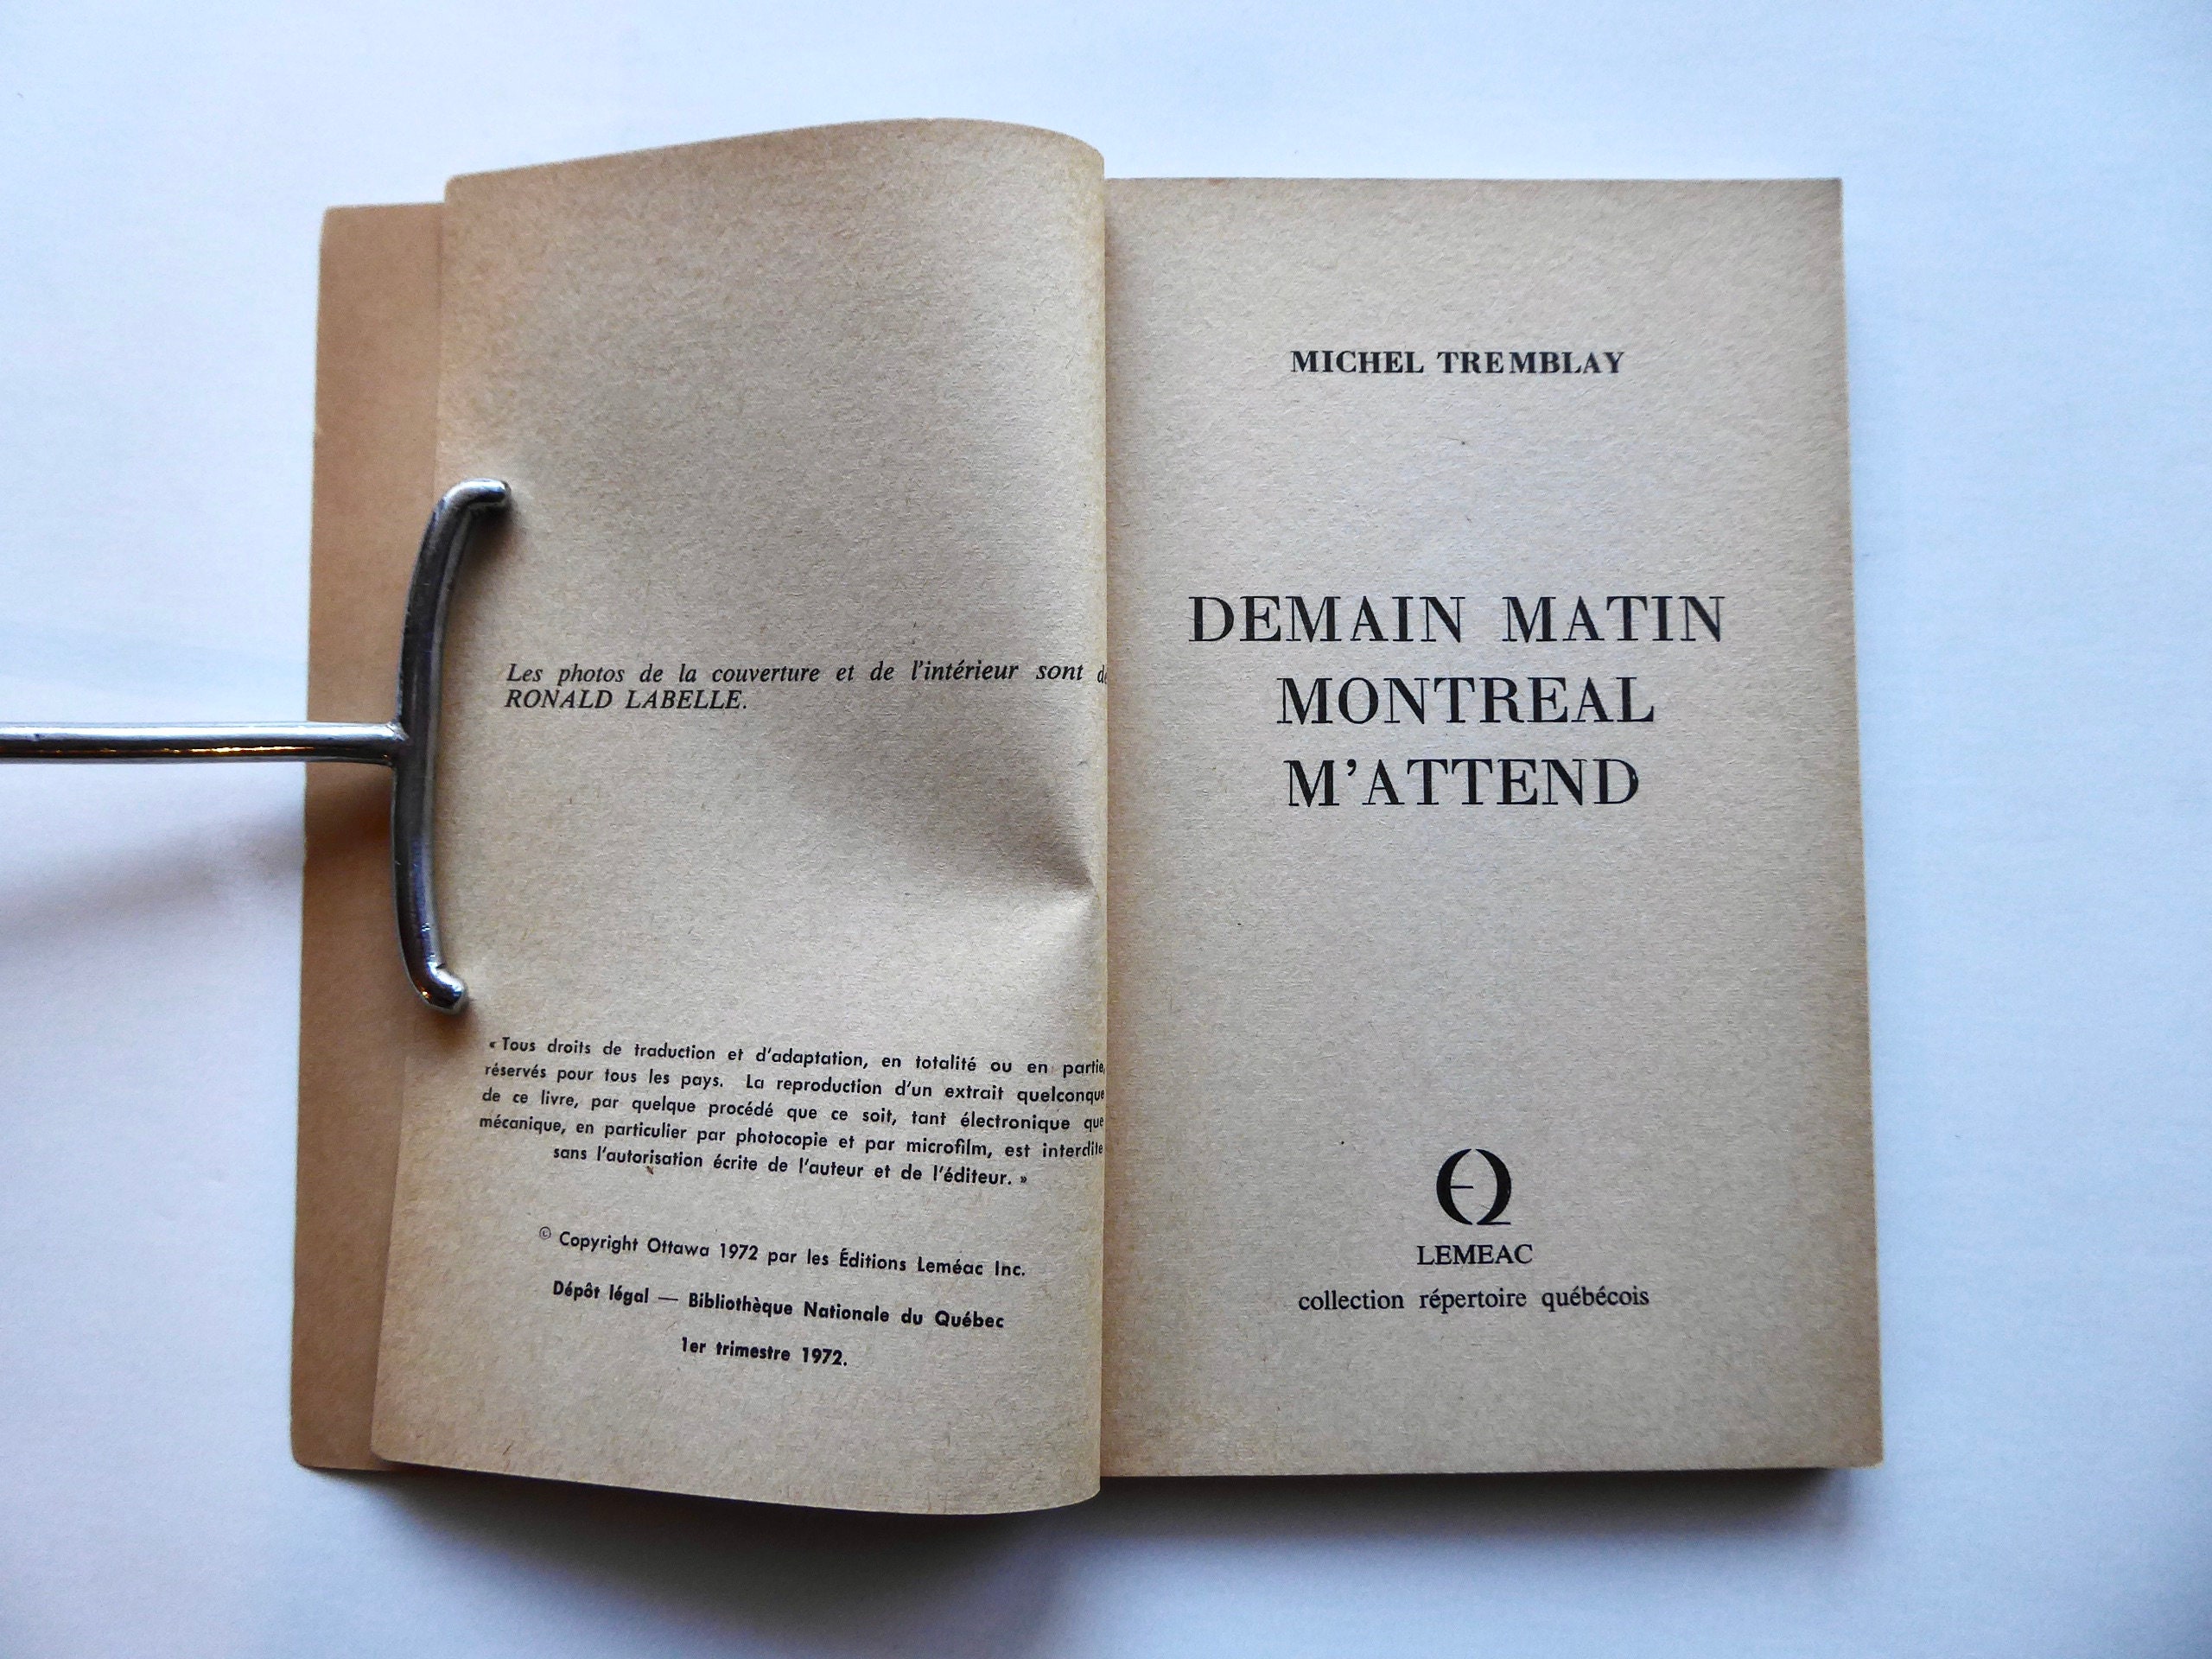 Les photos de la couverture et de l'intérieur sont de
RONALD LABELLE.
« Tous droits de traduction et d'adaptation, en totalité ou en partie,
réservés pour tous les pays. La reproduction d'un extrait quelconque
de ce livre, par quelque procédé que ce soit, tant électronique que
mécanique, en particulier par photocopie et par microfilm, est interdite
sans l'autorisation écrite de l'auteur et de l'éditeur. »
© Copyright Ottawa 1972 par les Éditions Leméac Inc.
Dépôt légal — Bibliothèque Nationale du Québec
1er trimestre 1972.
MICHEL TREMBLAY
DEMAIN MATIN
MONTREAL
M'ATTEND
LEMEAC
collection répertoire québécois